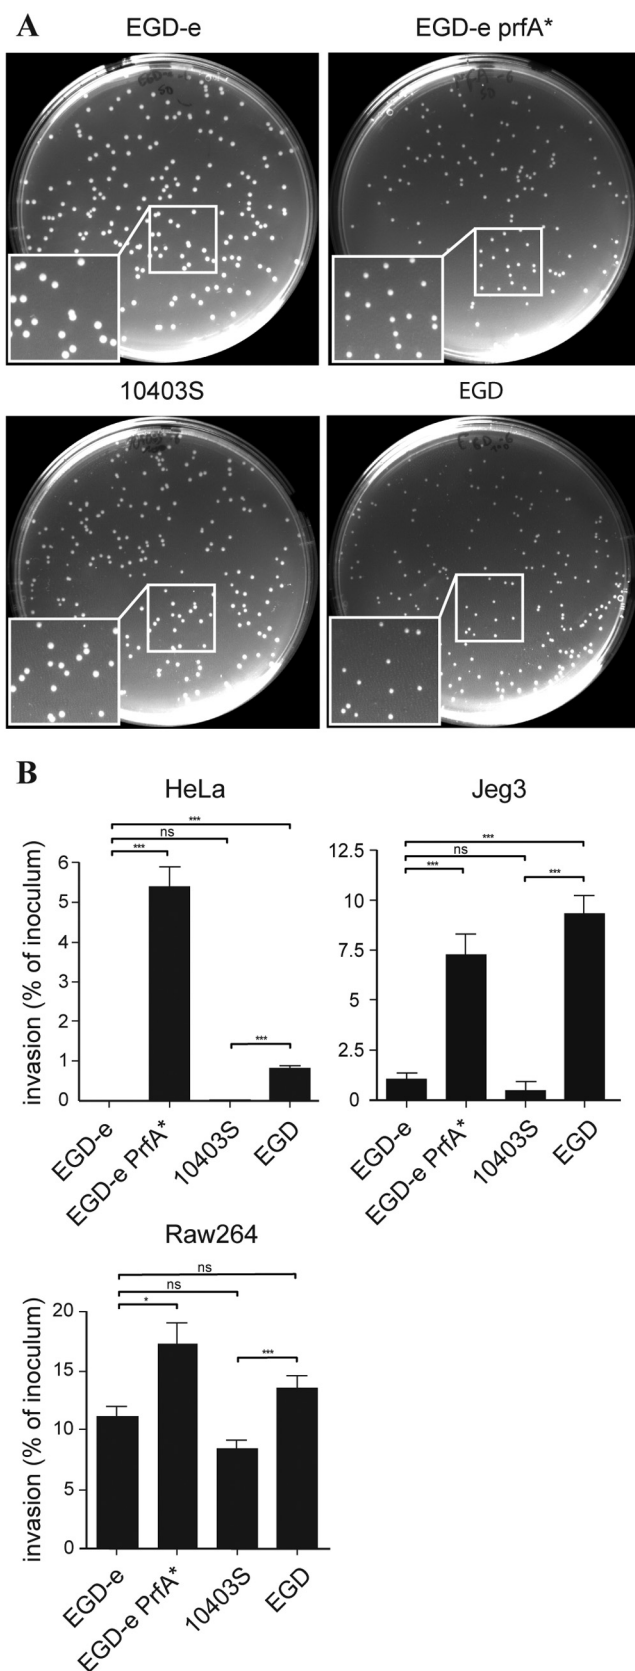 A
EGD-e
EGD-e prfA*
10403S
EGD
B
HeLa
***
ns
***
***
invasion (% of inoculum)
6
5
4
3
2
1
0
EGD-e
EGD-e PrfA*
10403S
EGD
Jeg3
***
ns
***
***
12.5
10
7.5
5
2.5
0
EGD-e
EGD-e PrfA*
10403S
EGD
Raw264
ns
ns
*
***
invasion (% of inoculum)
20
15
10
5
0
EGD-e
EGD-e PrfA*
10403S
EGD